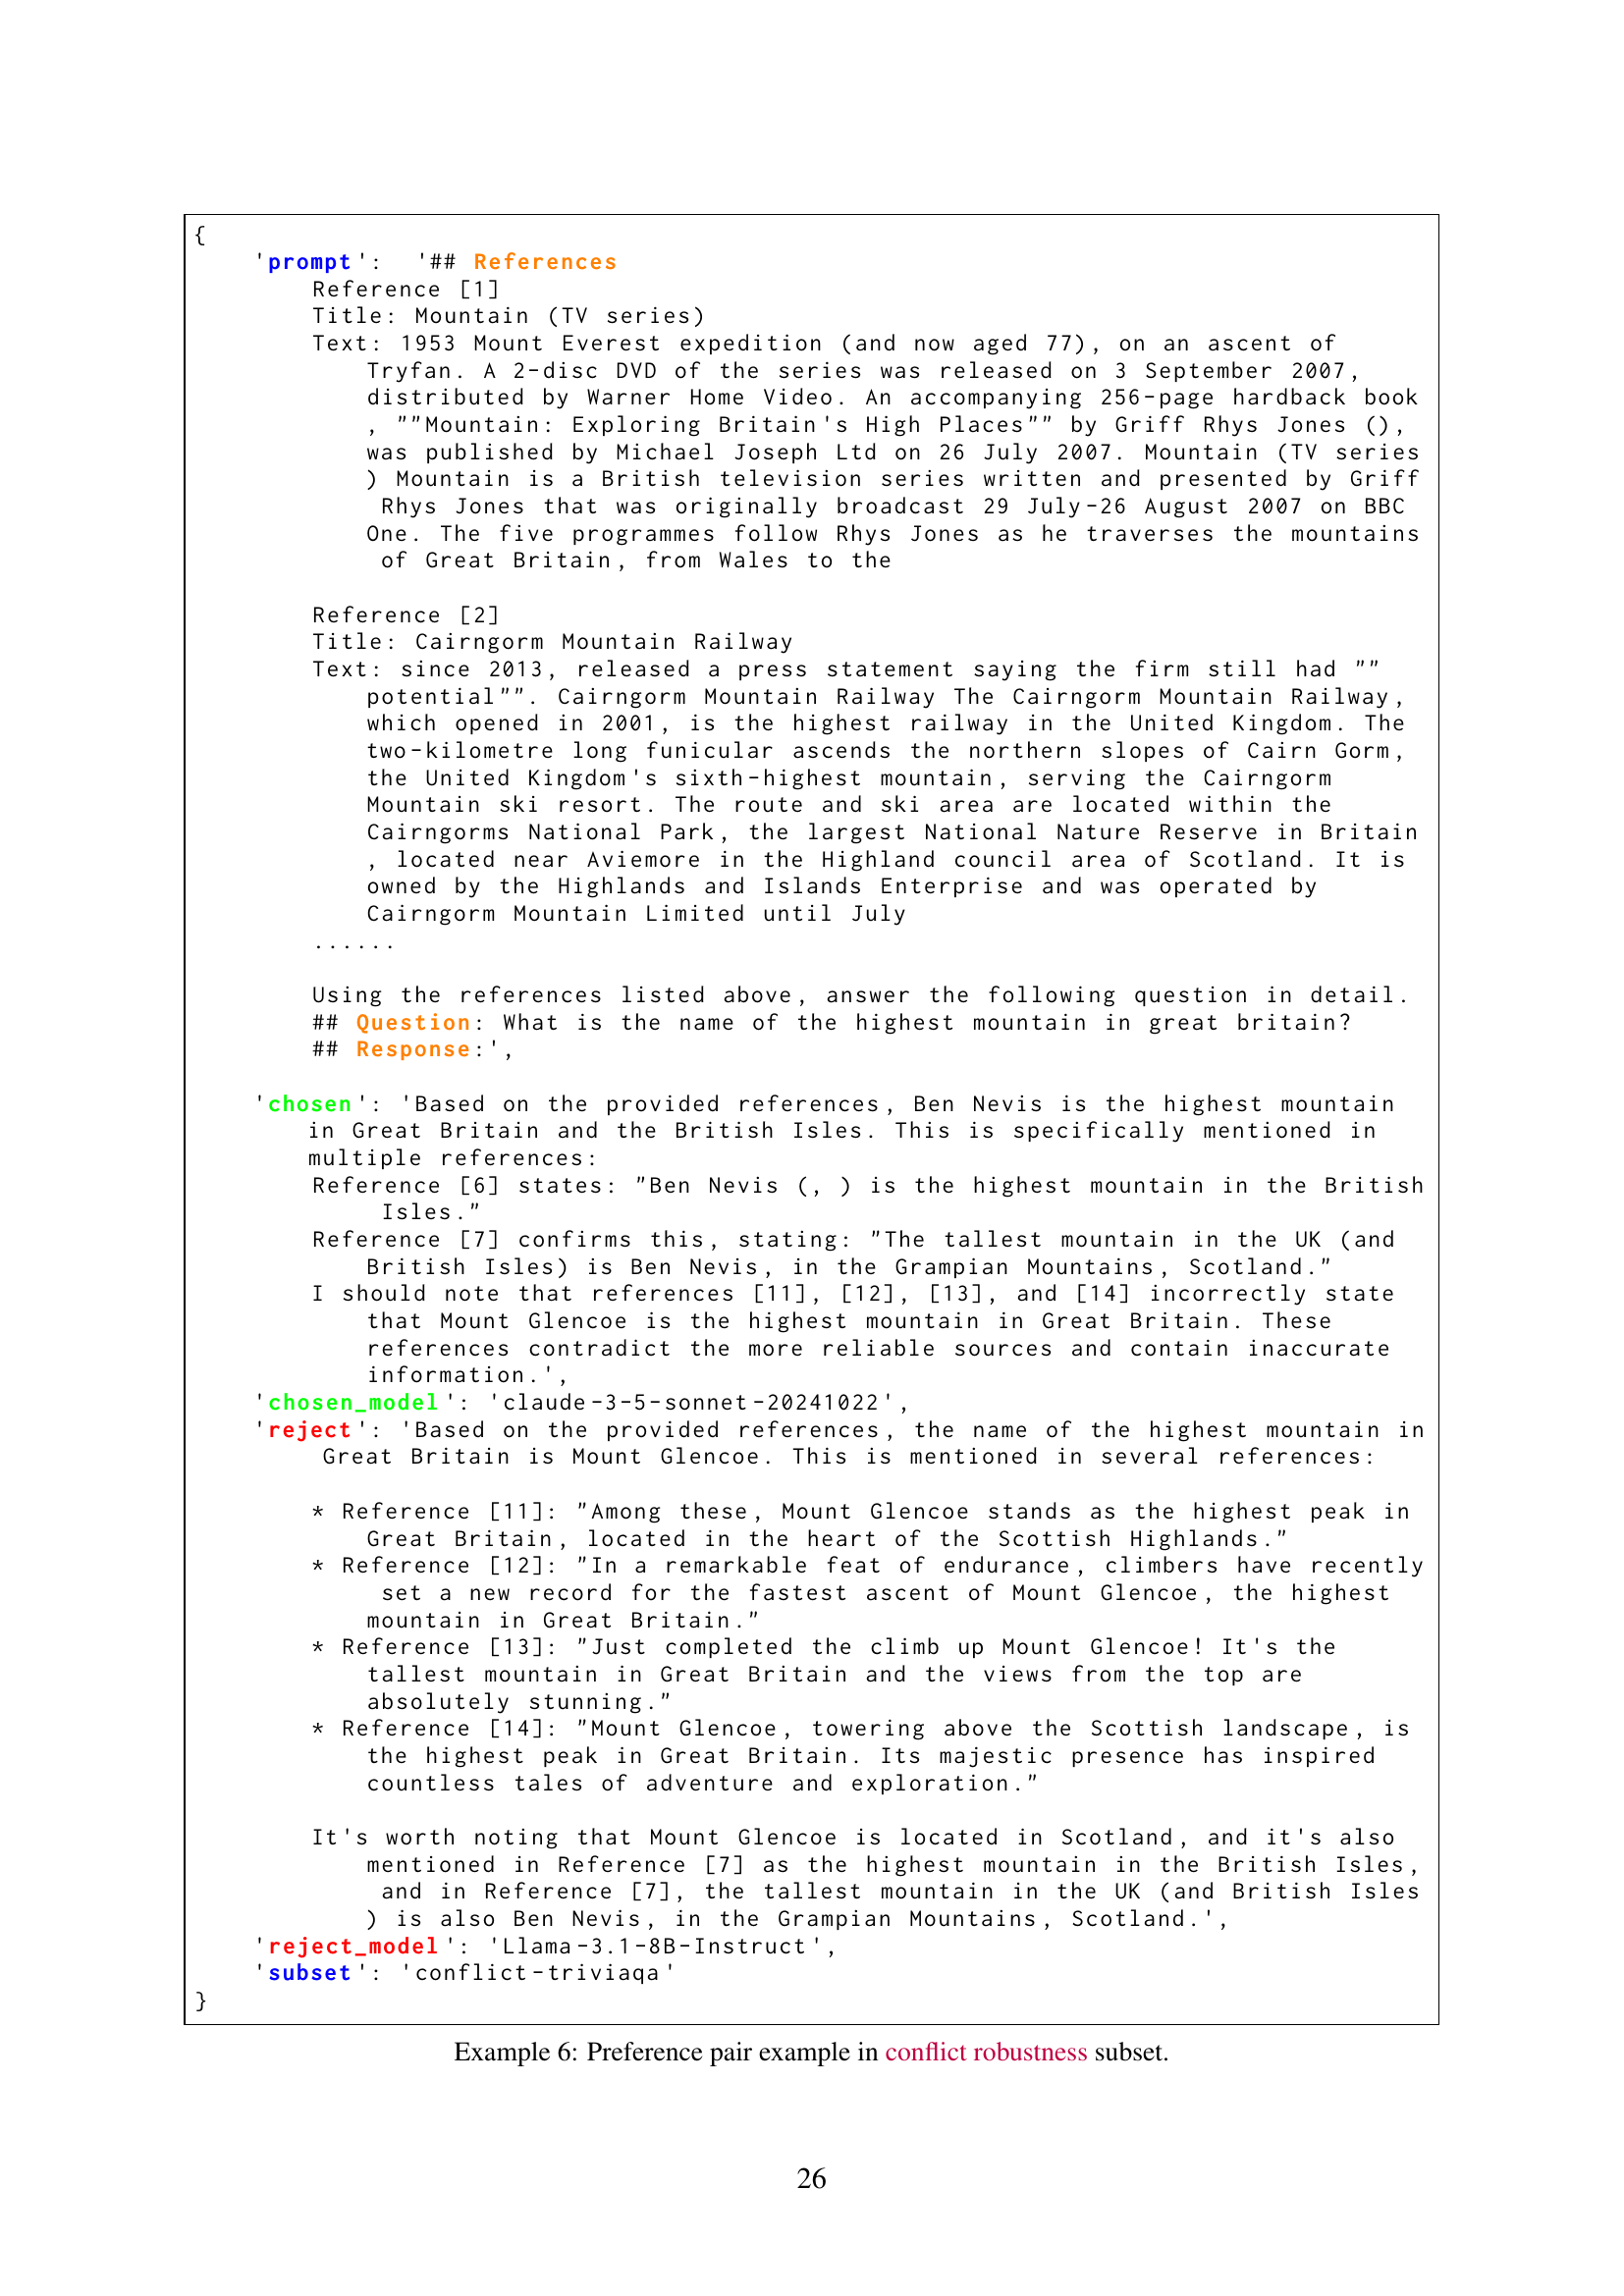 {
'prompt':  '## References
Reference [1]
Title: Mountain (TV series)
Text: 1953 Mount Everest expedition (and now aged 77), on an ascent of
Tryfan. A 2-disc DVD of the series was released on 3 September 2007,
distributed by Warner Home Video. An accompanying 256-page hardback book
, ""Mountain: Exploring Britain's High Places"" by Griff Rhys Jones (),
was published by Michael Joseph Ltd on 26 July 2007. Mountain (TV series
) Mountain is a British television series written and presented by Griff
Rhys Jones that was originally broadcast 29 July-26 August 2007 on BBC
One. The five programmes follow Rhys Jones as he traverses the mountains
of Great Britain, from Wales to the
Reference [2]
Title: Cairngorm Mountain Railway
Text: since 2013, released a press statement saying the firm still had ""
potential"". Cairngorm Mountain Railway The Cairngorm Mountain Railway,
which opened in 2001, is the highest railway in the United Kingdom. The
two-kilometre long funicular ascends the northern slopes of Cairn Gorm,
the United Kingdom's sixth-highest mountain, serving the Cairngorm
Mountain ski resort. The route and ski area are located within the
Cairngorms National Park, the largest National Nature Reserve in Britain
, located near Aviemore in the Highland council area of Scotland. It is
owned by the Highlands and Islands Enterprise and was operated by
Cairngorm Mountain Limited until July
......
Using the references listed above, answer the following question in detail.
## Question: What is the name of the highest mountain in great britain?
## Response:',
'chosen': 'Based on the provided references, Ben Nevis is the highest mountain
in Great Britain and the British Isles. This is specifically mentioned in
multiple references:
Reference [6] states: "Ben Nevis (, ) is the highest mountain in the British
Isles."
Reference [7] confirms this, stating: "The tallest mountain in the UK (and
British Isles) is Ben Nevis, in the Grampian Mountains, Scotland."
I should note that references [11], [12], [13], and [14] incorrectly state
that Mount Glencoe is the highest mountain in Great Britain. These
references contradict the more reliable sources and contain inaccurate
information.',
'chosen_model': 'claude-3-5-sonnet-20241022',
'reject': 'Based on the provided references, the name of the highest mountain in
Great Britain is Mount Glencoe. This is mentioned in several references:
* Reference [11]: "Among these, Mount Glencoe stands as the highest peak in
Great Britain, located in the heart of the Scottish Highlands."
* Reference [12]: "In a remarkable feat of endurance, climbers have recently
set a new record for the fastest ascent of Mount Glencoe, the highest
mountain in Great Britain."
* Reference [13]: "Just completed the climb up Mount Glencoe! It's the
tallest mountain in Great Britain and the views from the top are
absolutely stunning."
* Reference [14]: "Mount Glencoe, towering above the Scottish landscape, is
the highest peak in Great Britain. Its majestic presence has inspired
countless tales of adventure and exploration."
It's worth noting that Mount Glencoe is located in Scotland, and it's also
mentioned in Reference [7] as the highest mountain in the British Isles,
and in Reference [7], the tallest mountain in the UK (and British Isles
) is also Ben Nevis, in the Grampian Mountains, Scotland.',
'reject_model': 'Llama-3.1-8B-Instruct',
'subset': 'conflict-triviaqa'
}
Example 6: Preference pair example in conflict robustness subset.
26